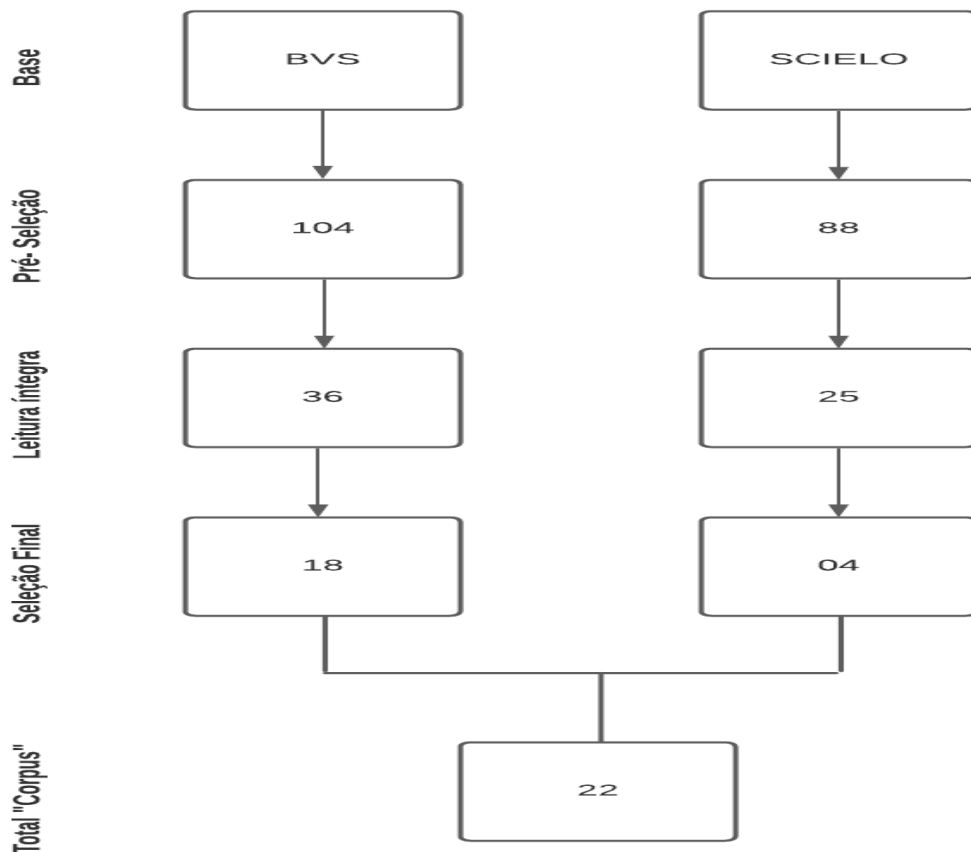 Base
BVS
SCIELO
Pré- Seleção
104
88
Leitura íntegra
36
25
Seleção Final
18
04
Total "Corpus"
22